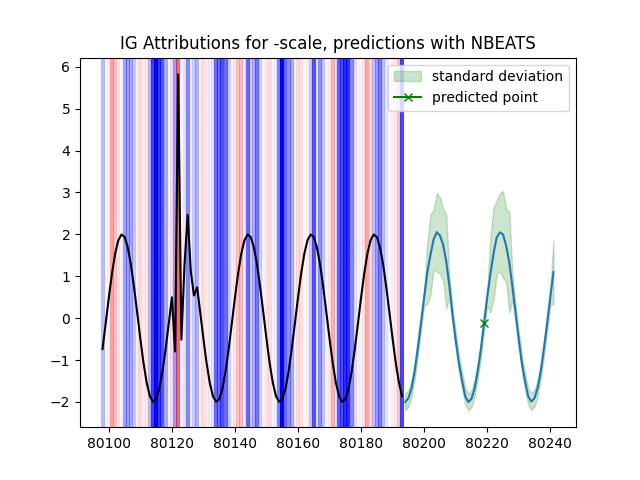 IG Attributions for -scale, predictions with NBEATS
standard deviation
predicted point
6
5
4
3
2
1
0
−1
−2
80100 80120 80140 80160 80180 80200 80220 80240